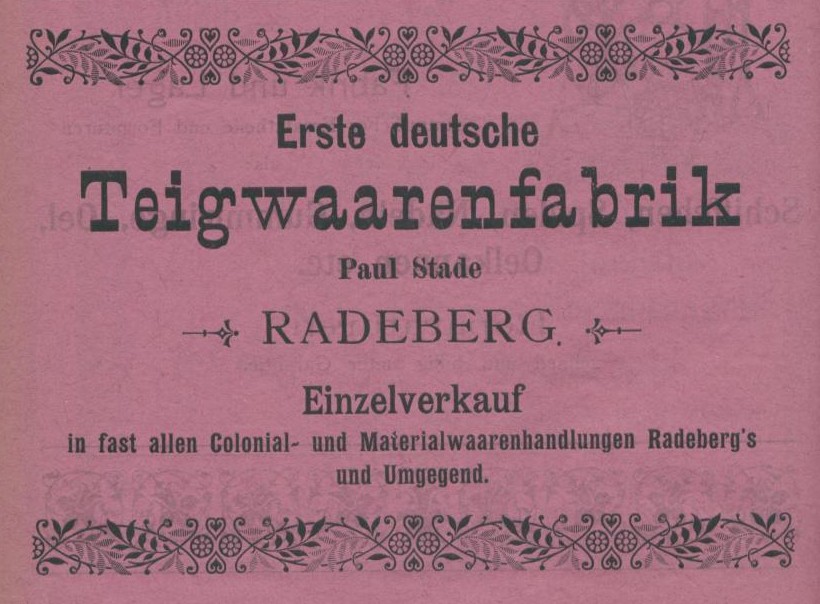 Erste deutsche
Teigwaarenfabrik
Paul Stade
RADEBERG.
Einzelverkauf
in fast allen Colonial- und Materialwaarenhandlungen Radeberg's
und Umgegend.